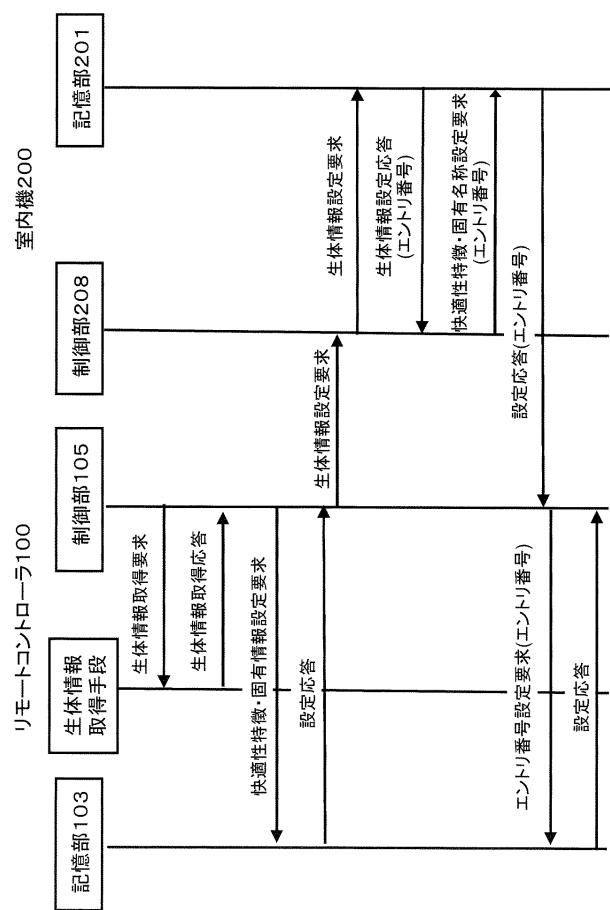 リモートコントローラ100
室内機200
記憶部103
生体情報
取得手段
制御部105
制御部208
記憶部201
生体情報取得要求
生体情報取得応答
快適性特徴・固有情報設定要求
設定応答
生体情報設定要求
生体情報設定要求
生体情報設定応答
(エントリ番号)
快適性特徴・固有名称設定要求
(エントリ番号)
設定応答(エントリ番号)
エントリ番号設定要求(エントリ番号)
設定応答